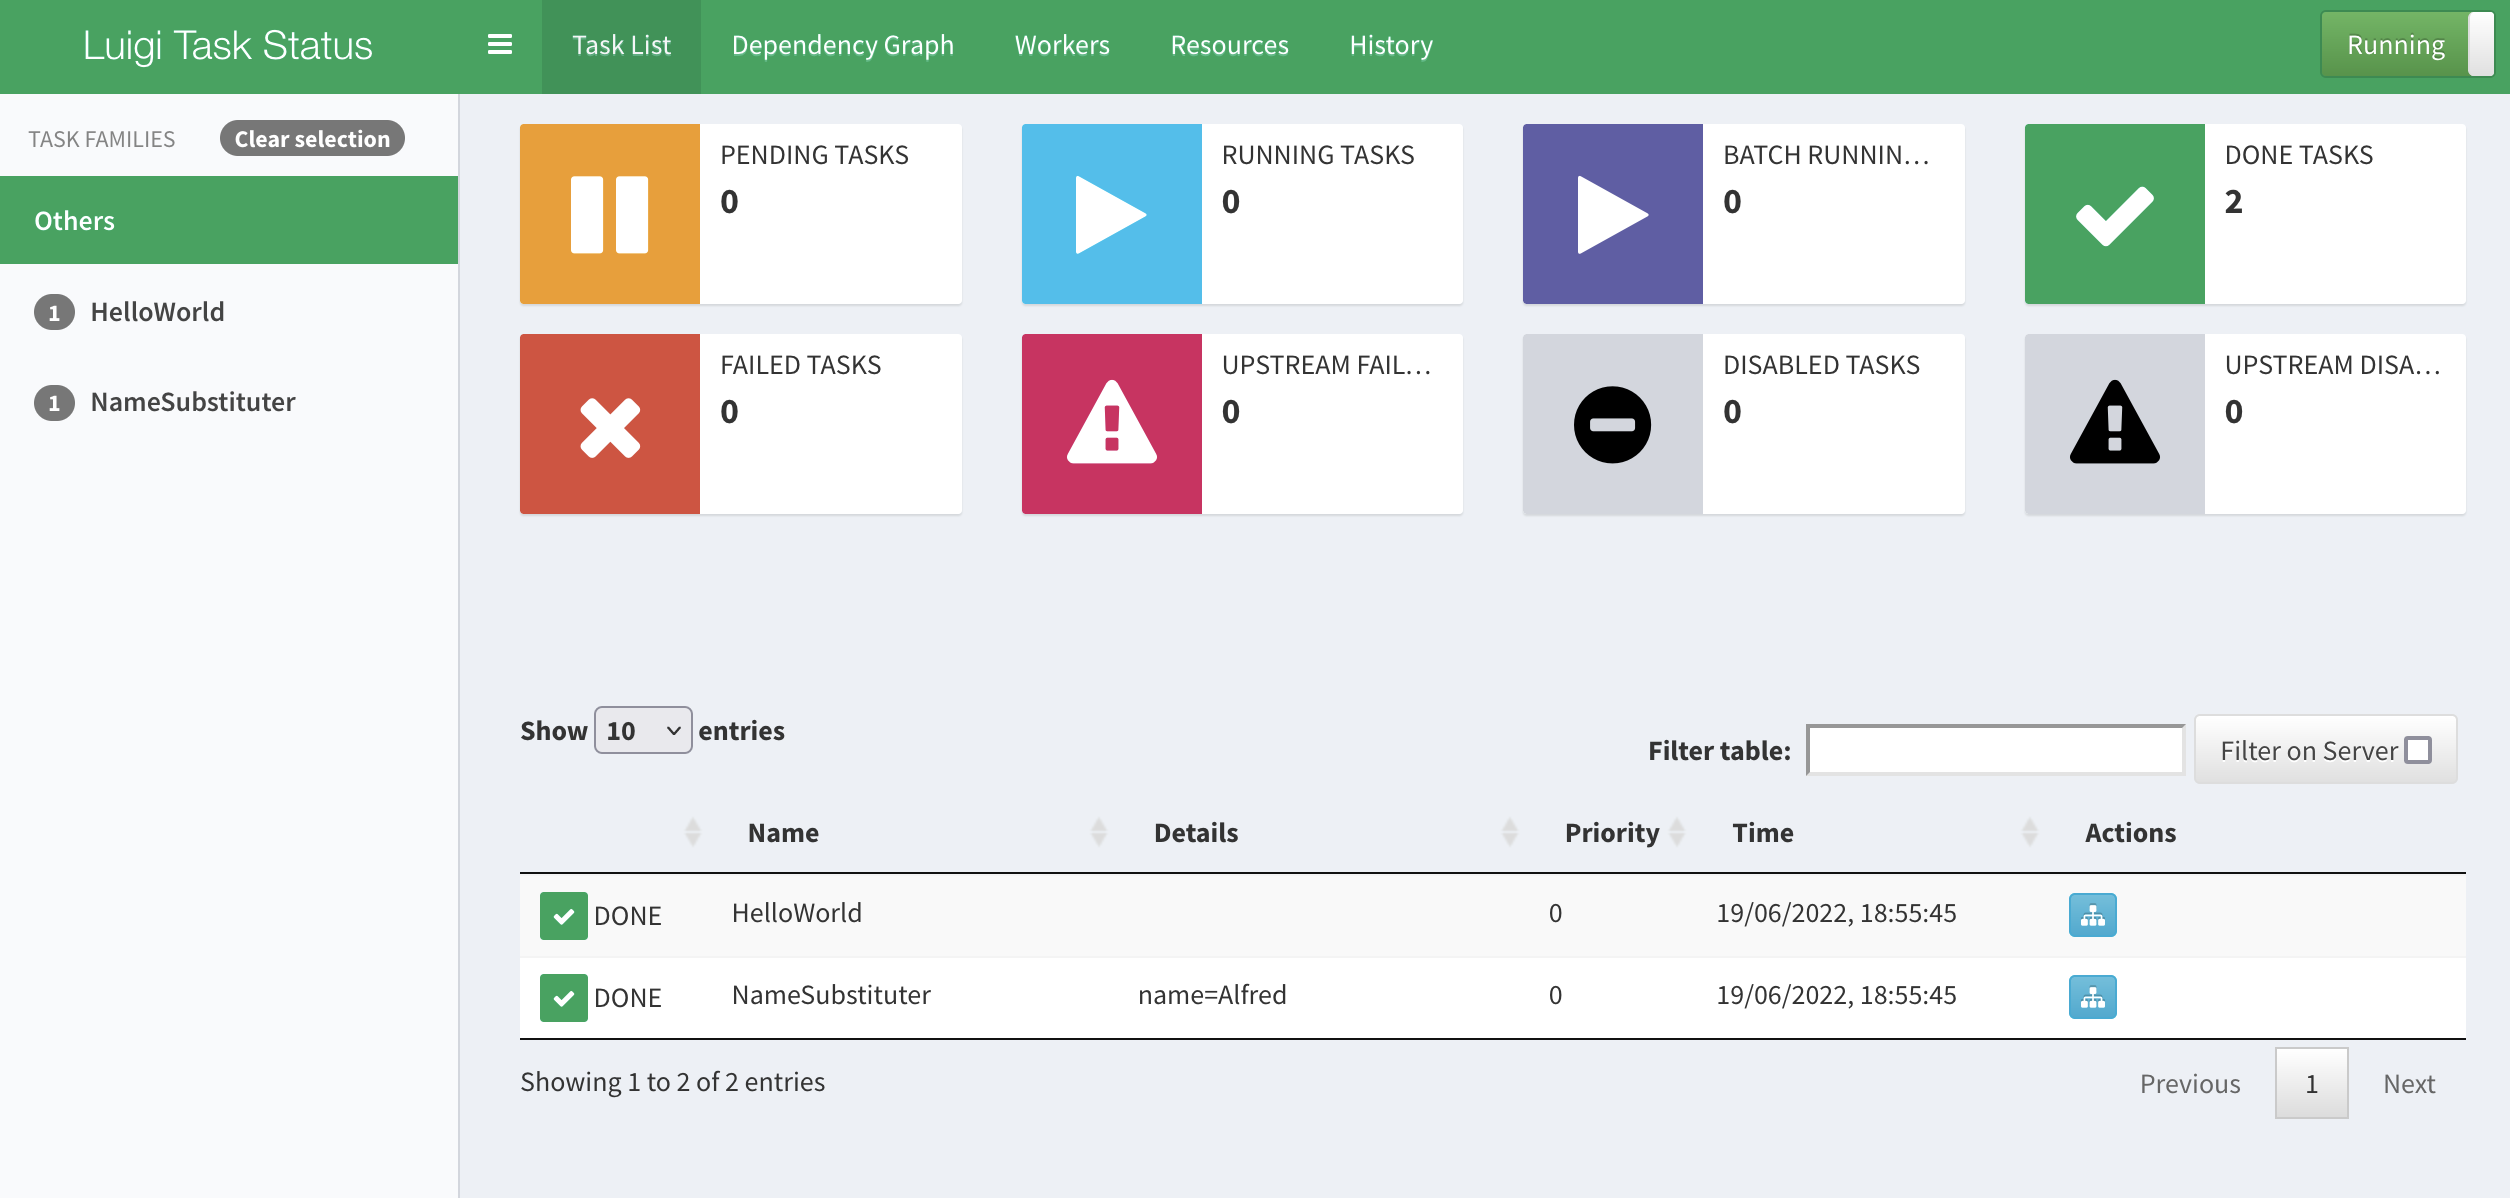 Luigi Task Status
Task List
Dependency Graph
Workers
Resources
History
Running
TASK FAMILIES
Clear selection
Others
1 HelloWorld
1 NameSubstituter
PENDING TASKS
0
RUNNING TASKS
0
BATCH RUNNIN...
0
DONE TASKS
2
FAILED TASKS
0
UPSTREAM FAIL...
0
DISABLED TASKS
0
UPSTREAM DISA...
0
Show 10 entries
Filter table:
Filter on Server
Name Details Priority Time Actions
DONE HelloWorld 0 19/06/2022, 18:55:45
DONE NameSubstituter name=Alfred 0 19/06/2022, 18:55:45
Showing 1 to 2 of 2 entries
Previous 1 Next